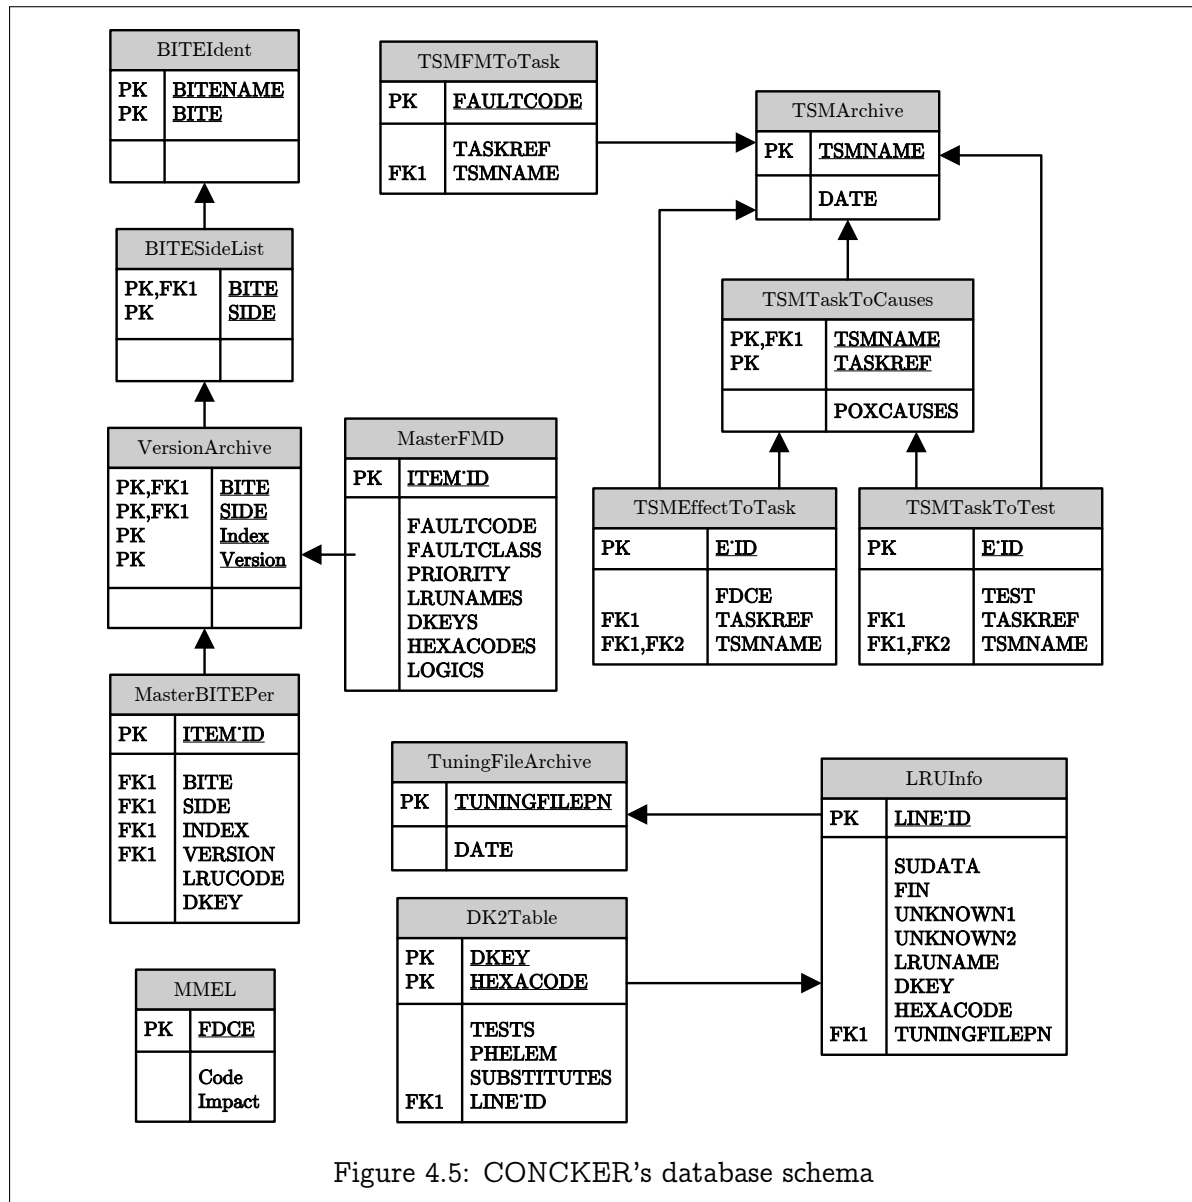 BITEIdent
PK BITENAME
PK BITE
BITESideList
PK,FK1 BITE
PK SIDE
VersionArchive
PK,FK1 BITE
PK,FK1 SIDE
PK Index
PK Version
MasterBITEPer
PK ITEM˙ID
FK1 BITE
FK1 SIDE
FK1 INDEX
FK1 VERSION
LRUCODE
DKEY
MMEL
PK FDCE
Code
Impact
TSMFMToTask
PK FAULTCODE
TASKREF
FK1 TSMNAME
TSMArchive
PK TSMNAME
DATE
TSMTaskToCauses
PK,FK1 TSMNAME
PK TASKREF
POXCAUSES
MasterFMD
PK ITEM˙ID
FAULTCODE
FAULTCLASS
PRIORITY
LRUNAMES
DKEYS
HEXACODES
LOGICS
TSMEffectToTask
PK E˙ID
FDCE
FK1 TASKREF
FK1,FK2 TSMNAME
TSMTaskToTest
PK E˙ID
TEST
FK1 TASKREF
FK1,FK2 TSMNAME
TuningFileArchive
PK TUNINGFILEPN
DATE
LRUInfo
PK LINE˙ID
SUDATA
FIN
UNKNOWN1
UNKNOWN2
LRUNAME
DKEY
HEXACODE
FK1 TUNINGFILEPN
DK2Table
PK DKEY
PK HEXACODE
TESTS
PHELEM
SUBSTITUTES
FK1 LINE˙ID
Figure 4.5: CONCKER's database schema